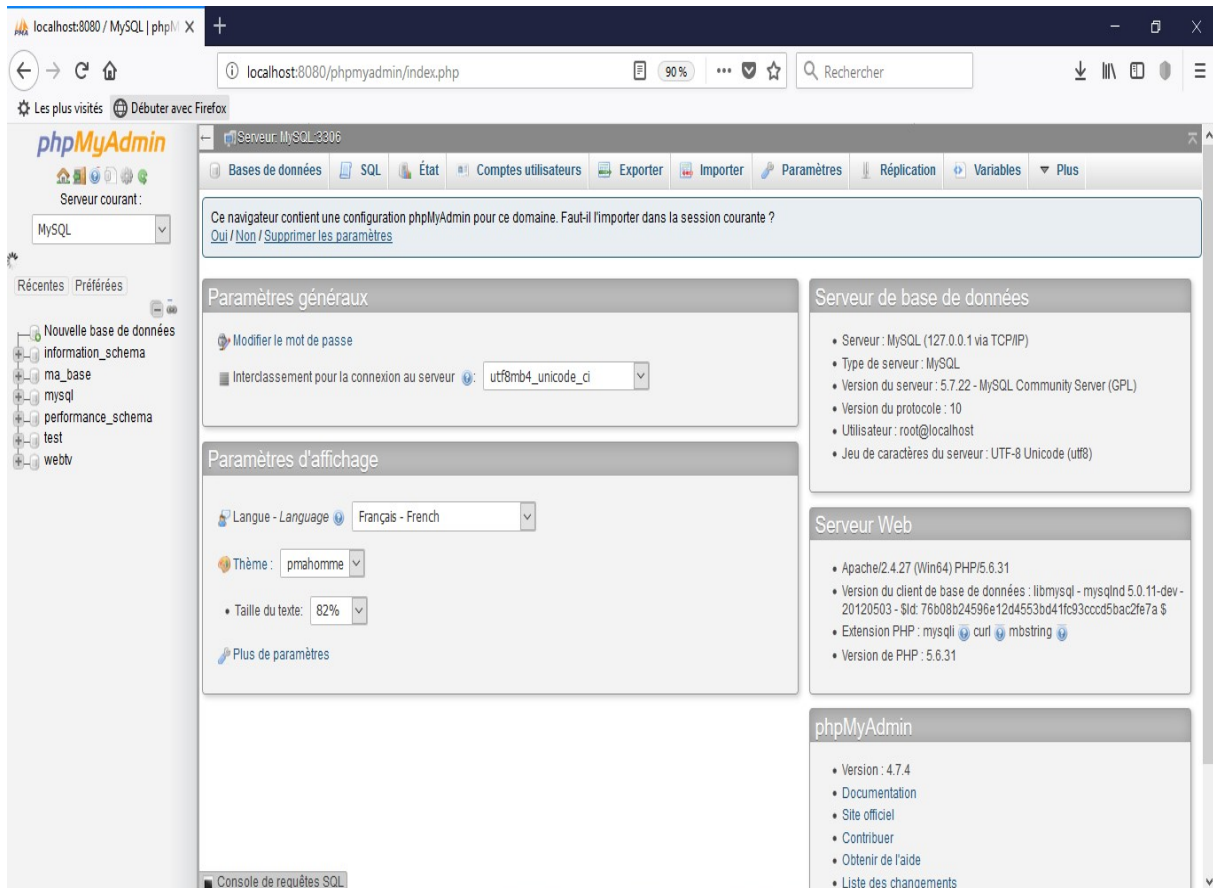 localhost:8080 / MySQL | phpM
localhost:8080/phpmyadmin/index.php
90 %
Rechercher
Les plus visités
Débuter avec Firefox
phpMyAdmin
Serveur courant :
MySQL
Récentes
Préférées
Nouvelle base de données
information_schema
ma_base
mysql
performance_schema
test
webtv
Serveur: MySQL:3306
Bases de données
SQL
État
Comptes utilisateurs
Exporter
Importer
Paramètres
Réplication
Variables
Plus
Ce navigateur contient une configuration phpMyAdmin pour ce domaine. Faut-il l'importer dans la session courante ?
Oui / Non / Supprimer les paramètres
Paramètres généraux
Modifier le mot de passe
Interclassement pour la connexion au serveur : utf8mb4_unicode_ci
Paramètres d'affichage
Langue - Language Français - French
Thème : pmahomme
• Taille du texte: 82%
Plus de paramètres
Serveur de base de données
• Serveur : MySQL (127.0.0.1 via TCP/IP)
• Type de serveur : MySQL
• Version du serveur : 5.7.22 - MySQL Community Server (GPL)
• Version du protocole : 10
• Utilisateur : root@localhost
• Jeu de caractères du serveur : UTF-8 Unicode (utf8)
Serveur Web
• Apache/2.4.27 (Win64) PHP/5.6.31
• Version du client de base de données : libmysql - mysqlnd 5.0.11-dev -
20120503 - $Id: 76b08b24596e12d4553bd41fc93cccd5bac2fe7a $
• Extension PHP : mysqli curl mbstring
• Version de PHP : 5.6.31
phpMyAdmin
• Version : 4.7.4
• Documentation
• Site officiel
• Contribuer
• Obtenir de l'aide
• Liste des changements
Console de requêtes SQL